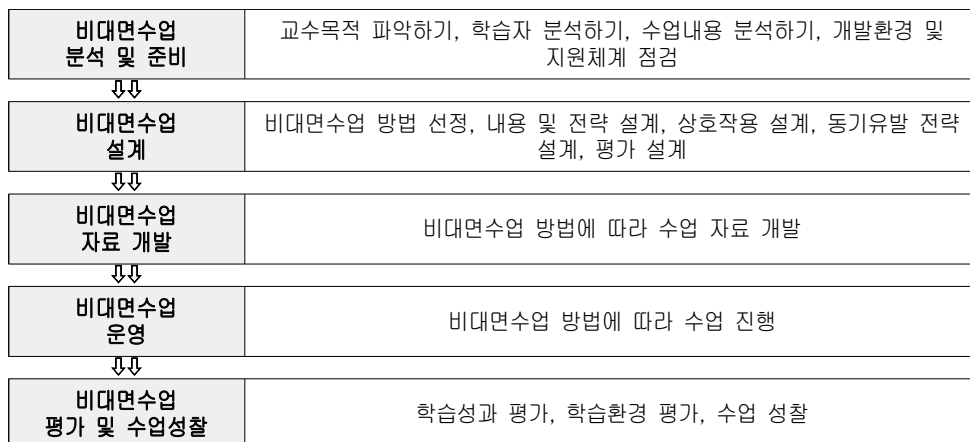 비대면수업
분석 및 준비
교수목적 파악하기, 학습자 분석하기, 수업내용 분석하기, 개발환경 및
지원체계 점검
⇩⇩
비대면수업
설계
비대면수업 방법 선정, 내용 및 전략 설계, 상호작용 설계, 동기유발 전략
설계, 평가 설계
⇩⇩
비대면수업
자료 개발
비대면수업 방법에 따라 수업 자료 개발
⇩⇩
비대면수업
운영
비대면수업 방법에 따라 수업 진행
⇩⇩
비대면수업
평가 및 수업성찰
학습성과 평가, 학습환경 평가, 수업 성찰